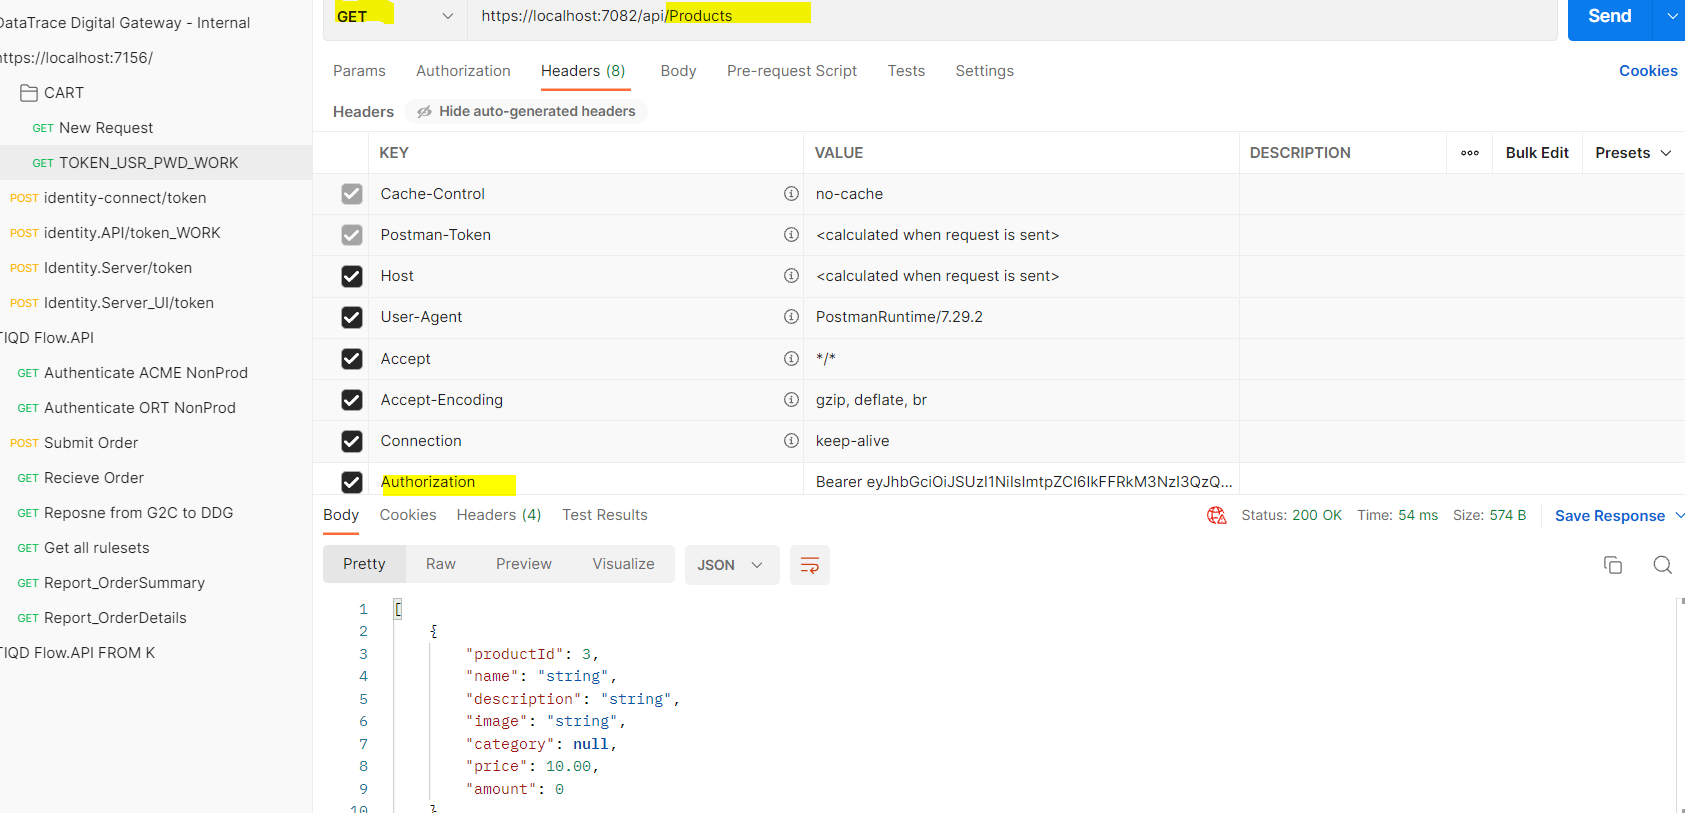 DataTrace Digital Gateway - Internal
https://localhost:7156/
CART
GET New Request
GET TOKEN_USR_PWD_WORK
POST identity-connect/token
POST identity.API/token_WORK
POST Identity.Server/token
POST Identity.Server_UI/token
TIQD Flow.API
GET Authenticate ACME NonProd
GET Authenticate ORT NonProd
POST Submit Order
GET Recieve Order
GET Reposne from G2C to DDG
GET Get all rulesets
GET Report_OrderSummary
GET Report_OrderDetails
TIQD Flow.API FROM K
GET https://localhost:7082/api/Products Send
Params Authorization Headers (8) Body Pre-request Script Tests Settings Cookies
Headers Hide auto-generated headers
KEY VALUE DESCRIPTION ooo Bulk Edit Presets
Cache-Control no-cache
Postman-Token <calculated when request is sent>
Host <calculated when request is sent>
User-Agent PostmanRuntime/7.29.2
Accept */*
Accept-Encoding gzip, deflate, br
Connection keep-alive
Authorization Bearer eyJhbGciOiJSUzI1NiIsImtpZCI6IkFFRkM3NzI3QzQ...
Body Cookies Headers (4) Test Results Status: 200 OK Time: 54 ms Size: 574 B Save Response
Pretty Raw Preview Visualize JSON
1 [
2 {
3 "productId": 3,
4 "name": "string",
5 "description": "string",
6 "image": "string",
7 "category": null,
8 "price": 10.00,
9 "amount": 0
10 }